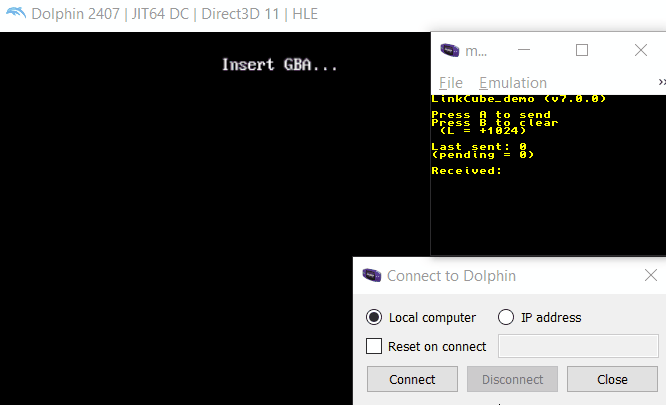 Dolphin 2407 | JIT64 DC | Direct3D 11 | HLE
Insert GBA...
m...
File Emulation »
LinkCube_demo (v7.0.0)
Press A to send
Press B to clear
(L = +1024)
Last sent: 0
(pending = 0)
Received:
Connect to Dolphin
Local computer IP address
Reset on connect
Connect Disconnect Close